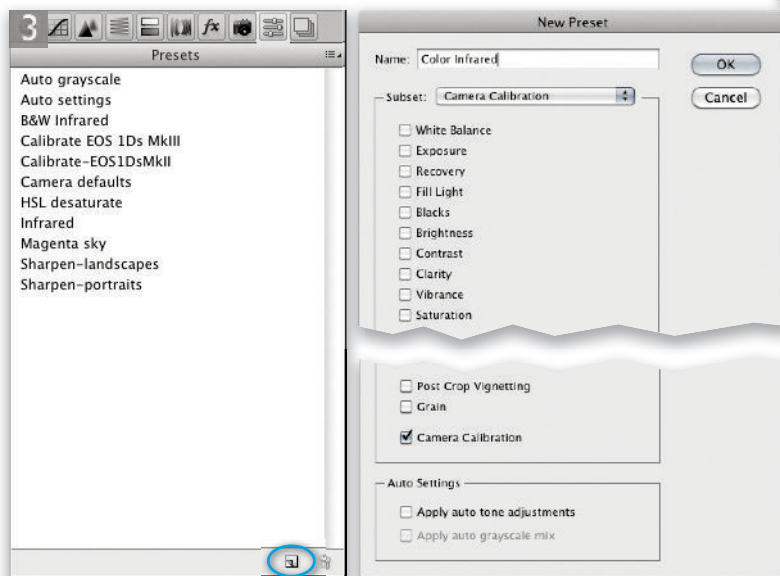 3
fx
Presets
Auto grayscale
Auto settings
B&W Infrared
Calibrate EOS 1Ds MkIII
Calibrate-EOS1DsMkII
Camera defaults
HSL desaturate
Infrared
Magenta sky
Sharpen-landscapes
Sharpen-portraits
New Preset
Name: Color Infrared
OK
Subset: Camera Calibration
Cancel
White Balance
Exposure
Recovery
Fill Light
Blacks
Brightness
Contrast
Clarity
Vibrance
Saturation
Post Crop Vignetting
Grain
Camera Calibration
Auto Settings
Apply auto tone adjustments
Apply auto grayscale mix